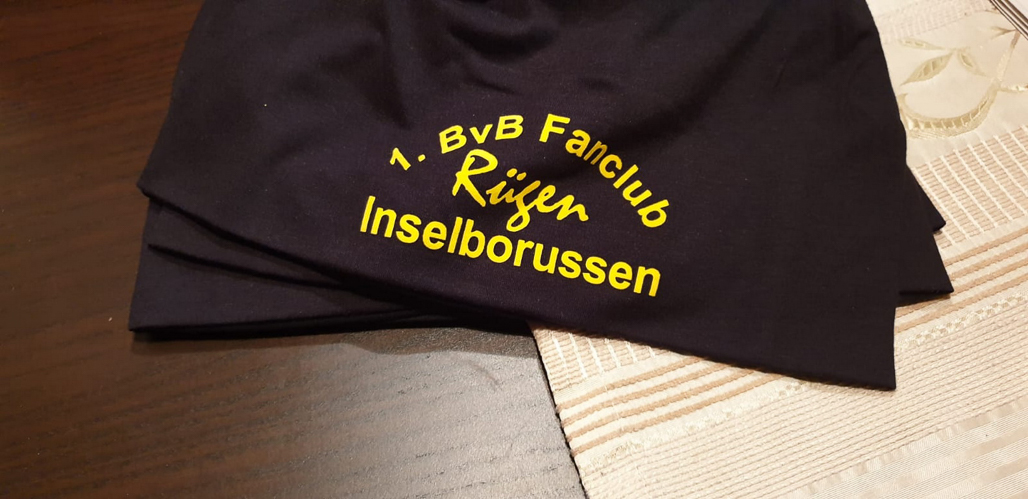 1. BvB Fanclub
Rügen
Inselborussen